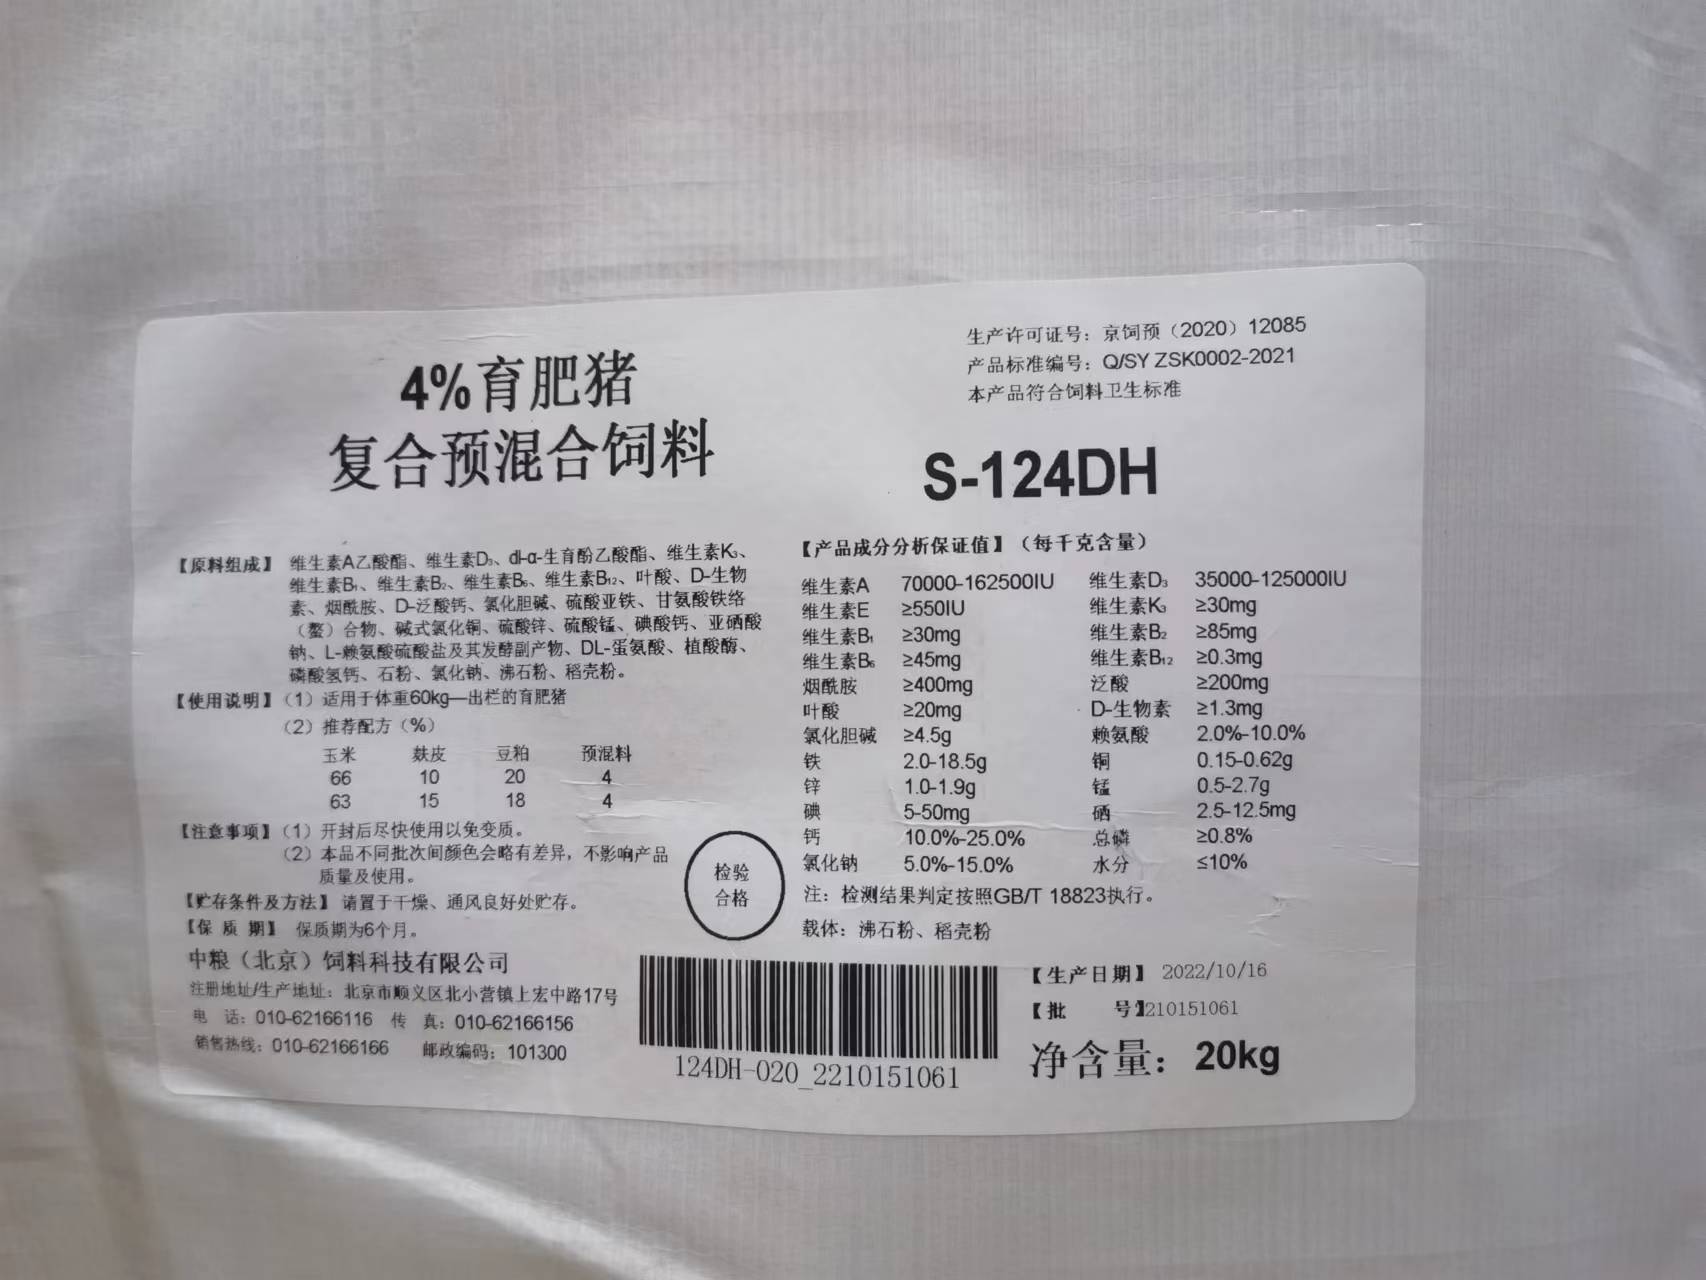 4%育肥猪
复合预混合饲料
生产许可证号：京饲预（2020）12085
产品标准编号：Q/SY ZSK0002-2021
本产品符合饲料卫生标准
S-124DH
【原料组成】 维生素A乙酸酯、维生素D₃、dl-α-生育酚乙酸酯、维生素K₃、
维生素B₁、维生素B₂、维生素B₆、维生素B₁₂、叶酸、D-生物
素、烟酰胺、D-泛酸钙、氯化胆碱、硫酸亚铁、甘氨酸铁络
（螯）合物、碱式氯化铜、硫酸锌、硫酸锰、碘酸钙、亚硒酸
钠、L-赖氨酸硫酸盐及其发酵副产物、DL-蛋氨酸、植酸酶、
磷酸氢钙、石粉、氯化钠、沸石粉、稻壳粉。
【使用说明】（1）适用于体重60kg—出栏的育肥猪
（2）推荐配方（%）
玉米 麸皮 豆粕 预混料
66 10 20 4
63 15 18 4
【注意事项】（1）开封后尽快使用以免变质。
（2）本品不同批次间颜色会略有差异，不影响产品
质量及使用。
【贮存条件及方法】 请置于干燥、通风良好处贮存。
【保 质 期】 保质期为6个月。
中粮（北京）饲料科技有限公司
注册地址/生产地址：北京市顺义区北小营镇上宏中路17号
电 话：010-62166116 传 真：010-62166156
销售热线：010-62166166 邮政编码：101300
检验
合格
【产品成分分析保证值】（每千克含量）
维生素A 70000-162500IU 维生素D₃ 35000-125000IU
维生素E ≥550IU 维生素K₃ ≥30mg
维生素B₁ ≥30mg 维生素B₂ ≥85mg
维生素B₆ ≥45mg 维生素B₁₂ ≥0.3mg
烟酰胺 ≥400mg 泛酸 ≥200mg
叶酸 ≥20mg D-生物素 ≥1.3mg
氯化胆碱 ≥4.5g 赖氨酸 2.0%-10.0%
铁 2.0-18.5g 铜 0.15-0.62g
锌 1.0-1.9g 锰 0.5-2.7g
碘 5-50mg 硒 2.5-12.5mg
钙 10.0%-25.0% 总磷 ≥0.8%
氯化钠 5.0%-15.0% 水分 ≤10%
注：检测结果判定按照GB/T 18823执行。
载体：沸石粉、稻壳粉
124DH-020_2210151061
【生产日期】 2022/10/16
【批 号】2210151061
净含量：20kg